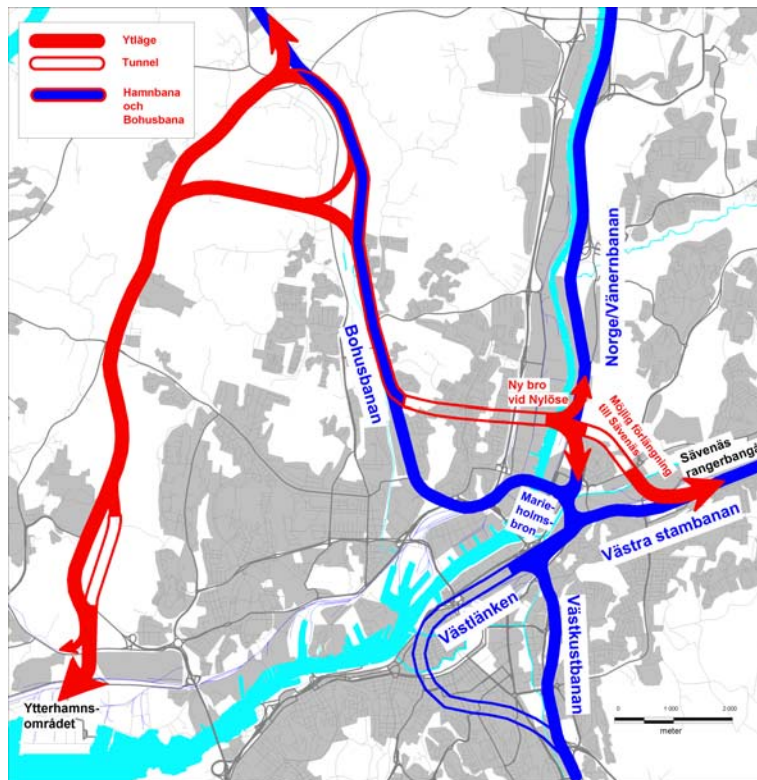 Ytläge
Tunnel
Hamnbana
och
Bohusbana
Norge/Vänernbanan
Bohusbanan
Ny bro
vid Nylöse
Möjlig förlängning
till Sävenäs
Sävenäs
rangerbangå
Marie-
holms-
bron
Västra stambanan
Västlänken
Västkustbanan
Ytterhamns-
området
0 1 000 2 000
meter